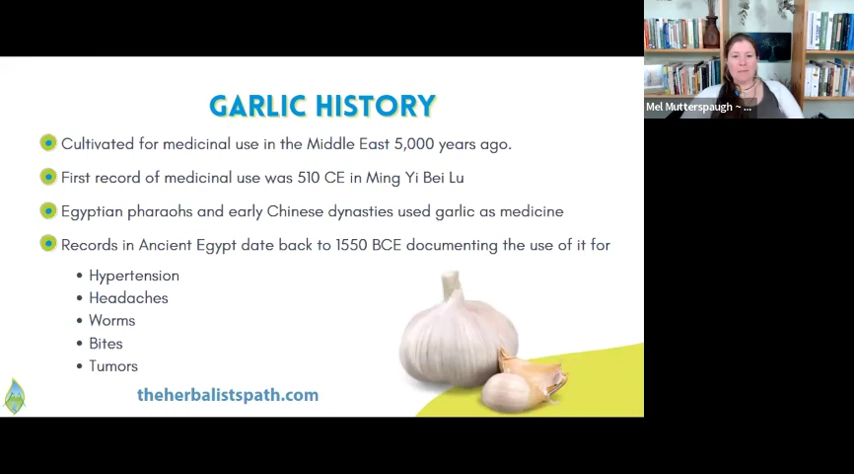 GARLIC HISTORY
Cultivated for medicinal use in the Middle East 5,000 years ago.
First record of medicinal use was 510 CE in Ming Yi Bei Lu
Egyptian pharaohs and early Chinese dynasties used garlic as medicine
Records in Ancient Egypt date back to 1550 BCE documenting the use of it for
Hypertension
Headaches
Worms
Bites
Tumors
theherbalistspath.com
Mel Mutterspaugh ~ ...